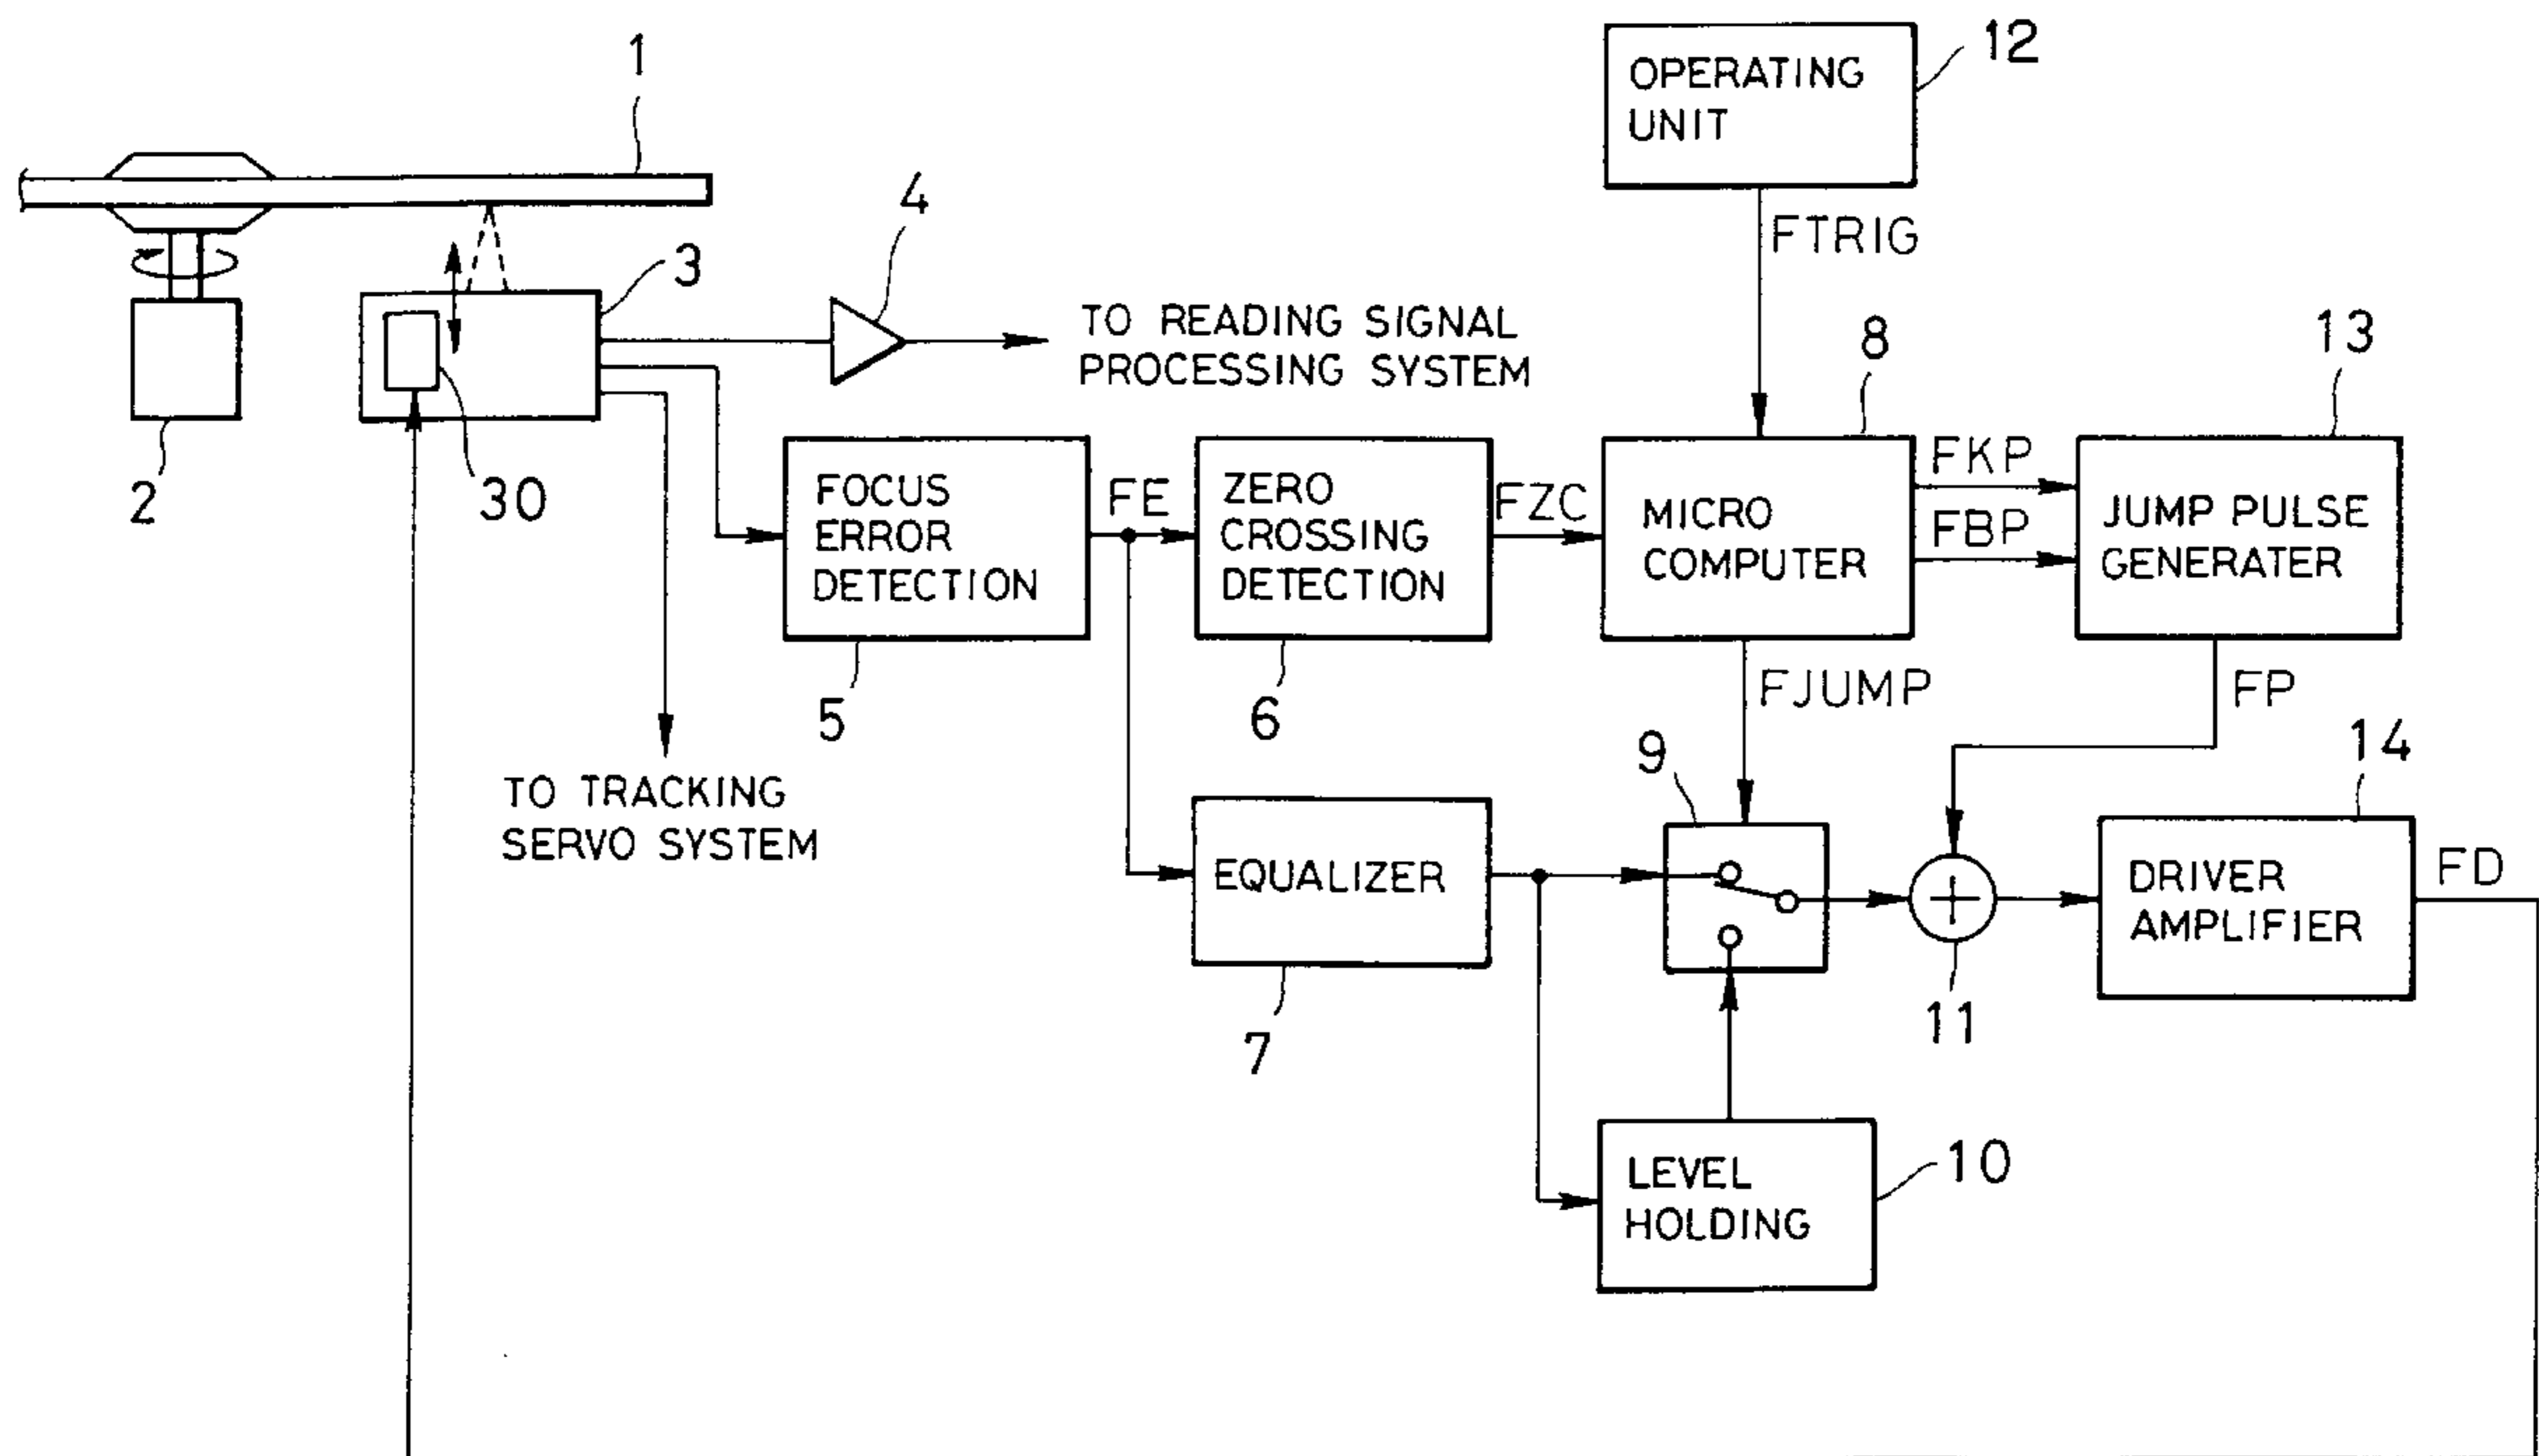 1
12
OPERATING
UNIT
4
3
FTRIG
TO READING SIGNAL
PROCESSING SYSTEM
8
13
2
30
FOCUS
ERROR
DETECTION
FE
ZERO
CROSSING
DETECTION
FZC
MICRO
COMPUTER
FKP
FBP
JUMP PULSE
GENERATER
5
6
FJUMP
FP
TO TRACKING
SERVO SYSTEM
9
14
EQUALIZER
DRIVER
AMPLIFIER
FD
7
11
LEVEL
HOLDING
10